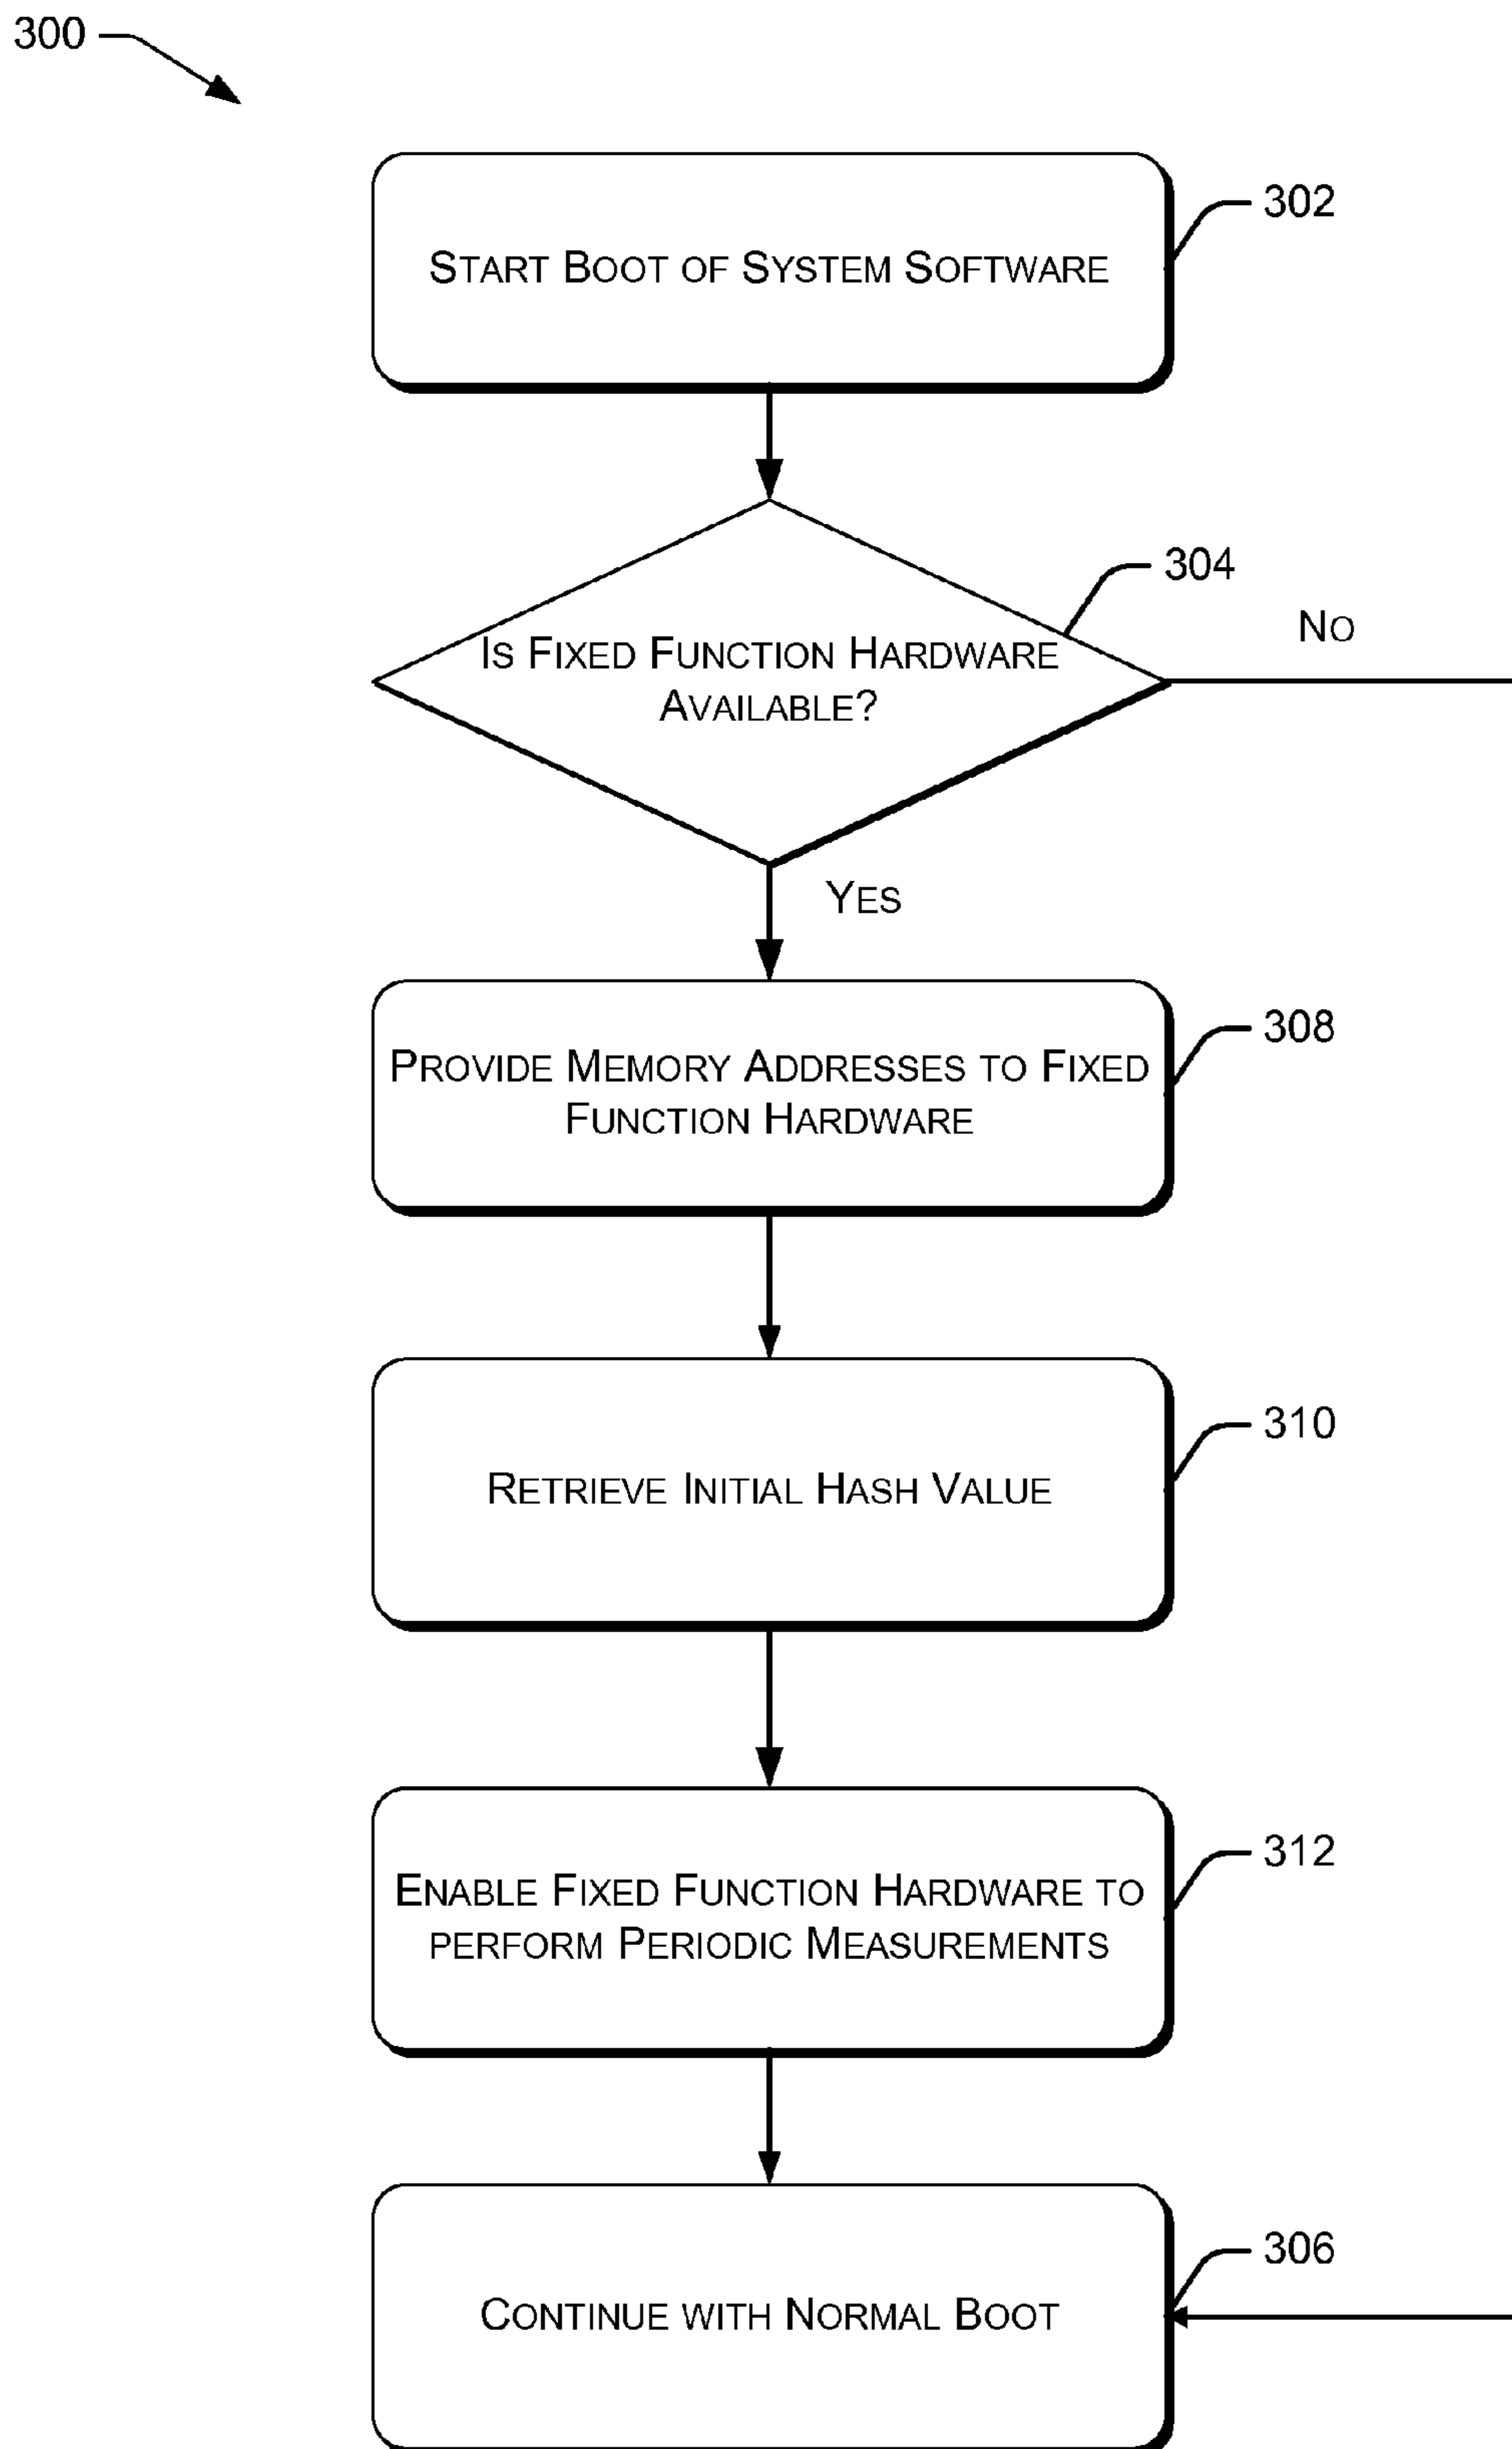 300
302
START BOOT OF SYSTEM SOFTWARE
304
NO
IS FIXED FUNCTION HARDWARE
AVAILABLE?
YES
308
PROVIDE MEMORY ADDRESSES TO FIXED
FUNCTION HARDWARE
310
RETRIEVE INITIAL HASH VALUE
312
ENABLE FIXED FUNCTION HARDWARE TO
PERFORM PERIODIC MEASUREMENTS
306
CONTINUE WITH NORMAL BOOT